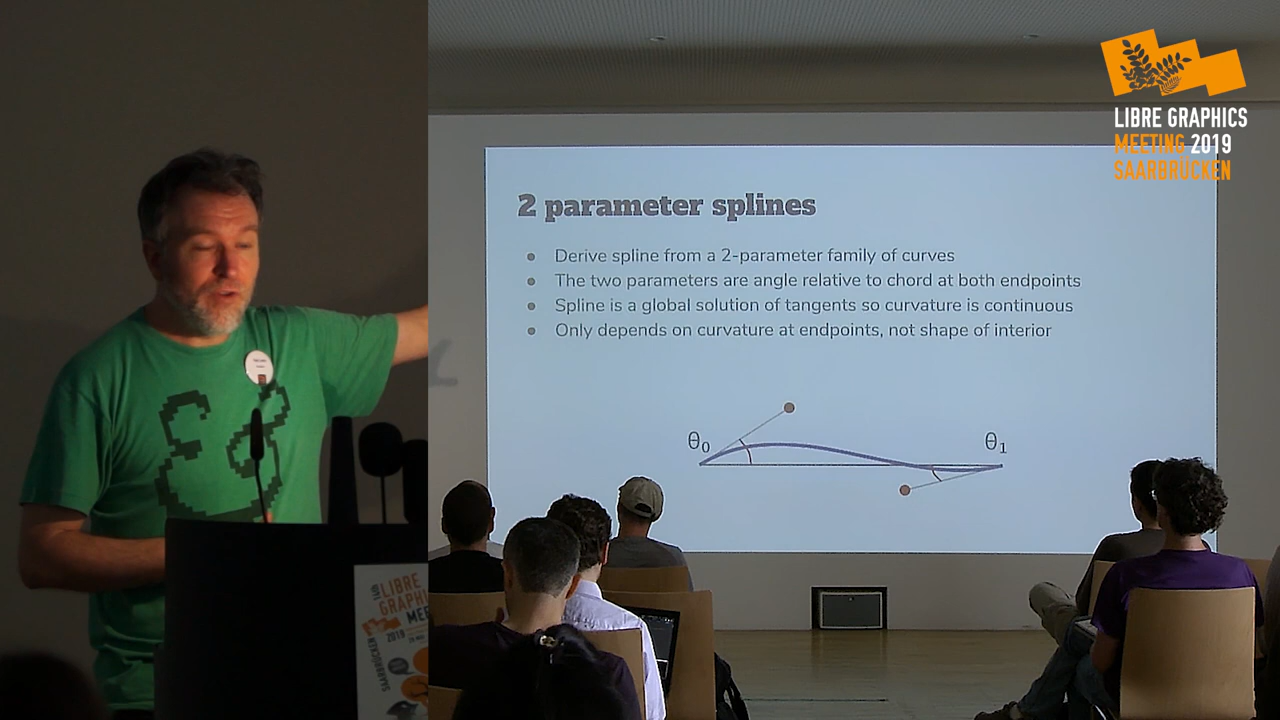 LIBRE GRAPHICS
MEETING 2019
SAARBRÜCKEN
2 parameter splines
Derive spline from a 2-parameter family of curves
The two parameters are angle relative to chord at both endpoints
Spline is a global solution of tangents so curvature is continuous
Only depends on curvature at endpoints, not shape of interior
θ0
θ1
LIBRE
2019
SAARBRÜCKEN